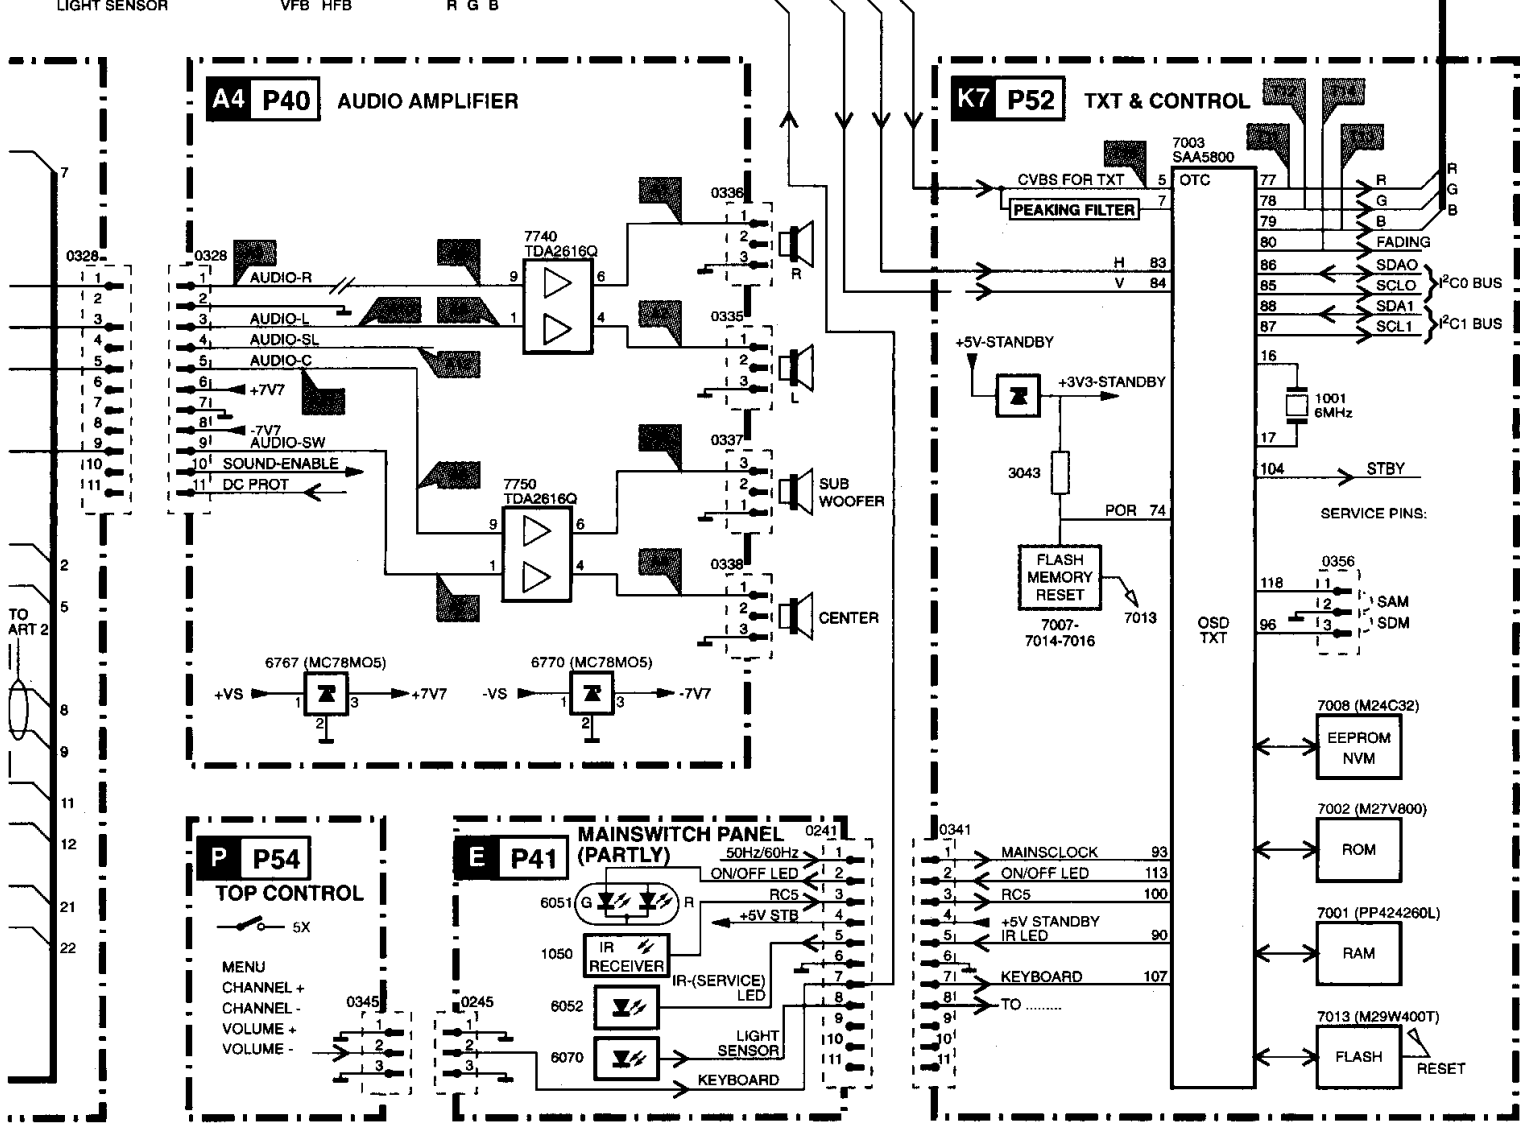 LIGHT SENSOR
VFB HFB
R G B
7
2
5
TO
ART 2
8
9
11
12
21
22
0328
1
2
3
4
5
6
7
8
9
10
11
A4 P40 AUDIO AMPLIFIER
0328
1 AUDIO-R
2
3 AUDIO-L
4 AUDIO-SL
5 AUDIO-C
6 +7V7
7
8 -7V7
9 AUDIO-SW
10 SOUND-ENABLE
11 DC PROT
7740
TDA2616Q
9 6
1 4
7750
TDA2616Q
9 6
1 4
0336
1
2
3
R
0335
1
2
3
L
0337
3
2
1
SUB
WOOFER
0338
1
2
3
CENTER
6767 (MC78MO5)
+VS 1 3 +7V7
2
6770 (MC78MO5)
-VS 1 3 -7V7
2
P P54
TOP CONTROL
5X
MENU
CHANNEL +
CHANNEL -
VOLUME +
VOLUME -
0345
1
2
3
0245
1
2
3
E P41
MAINSWITCH PANEL
(PARTLY)
0241
50Hz/60Hz 1
ON/OFF LED 2
RC5 3
+5V STB 4
5
6
7
8
9
10
11
6051 G R
1050 IR
RECEIVER
IR-(SERVICE)
LED
6052
6070
LIGHT
SENSOR
KEYBOARD
K7 P52 TXT & CONTROL
7003
SAA5800
OTC
CVBS FOR TXT 5
PEAKING FILTER 7
H 83
V 84
+5V-STANDBY
+3V3-STANDBY
3043
POR 74
FLASH
MEMORY
RESET
7007-
7014-7016
7013
OSD
TXT
77 R
78 G
79 B
80 FADING
R
G
B
86 SDAO
85 SCLO
I²C0 BUS
88 SDA1
87 SCL1
I²C1 BUS
16
1001
6MHz
17
104 STBY
SERVICE PINS:
0356
118 1
2
96 3
SAM
SDM
7008 (M24C32)
EEPROM
NVM
7002 (M27V800)
ROM
7001 (PP424260L)
RAM
7013 (M29W400T)
FLASH
RESET
0341
1 MAINSCLOCK 93
2 ON/OFF LED 113
3 RC5 100
4 +5V STANDBY
5 IR LED 90
6
7 KEYBOARD 107
8 TO .........
9
10
11